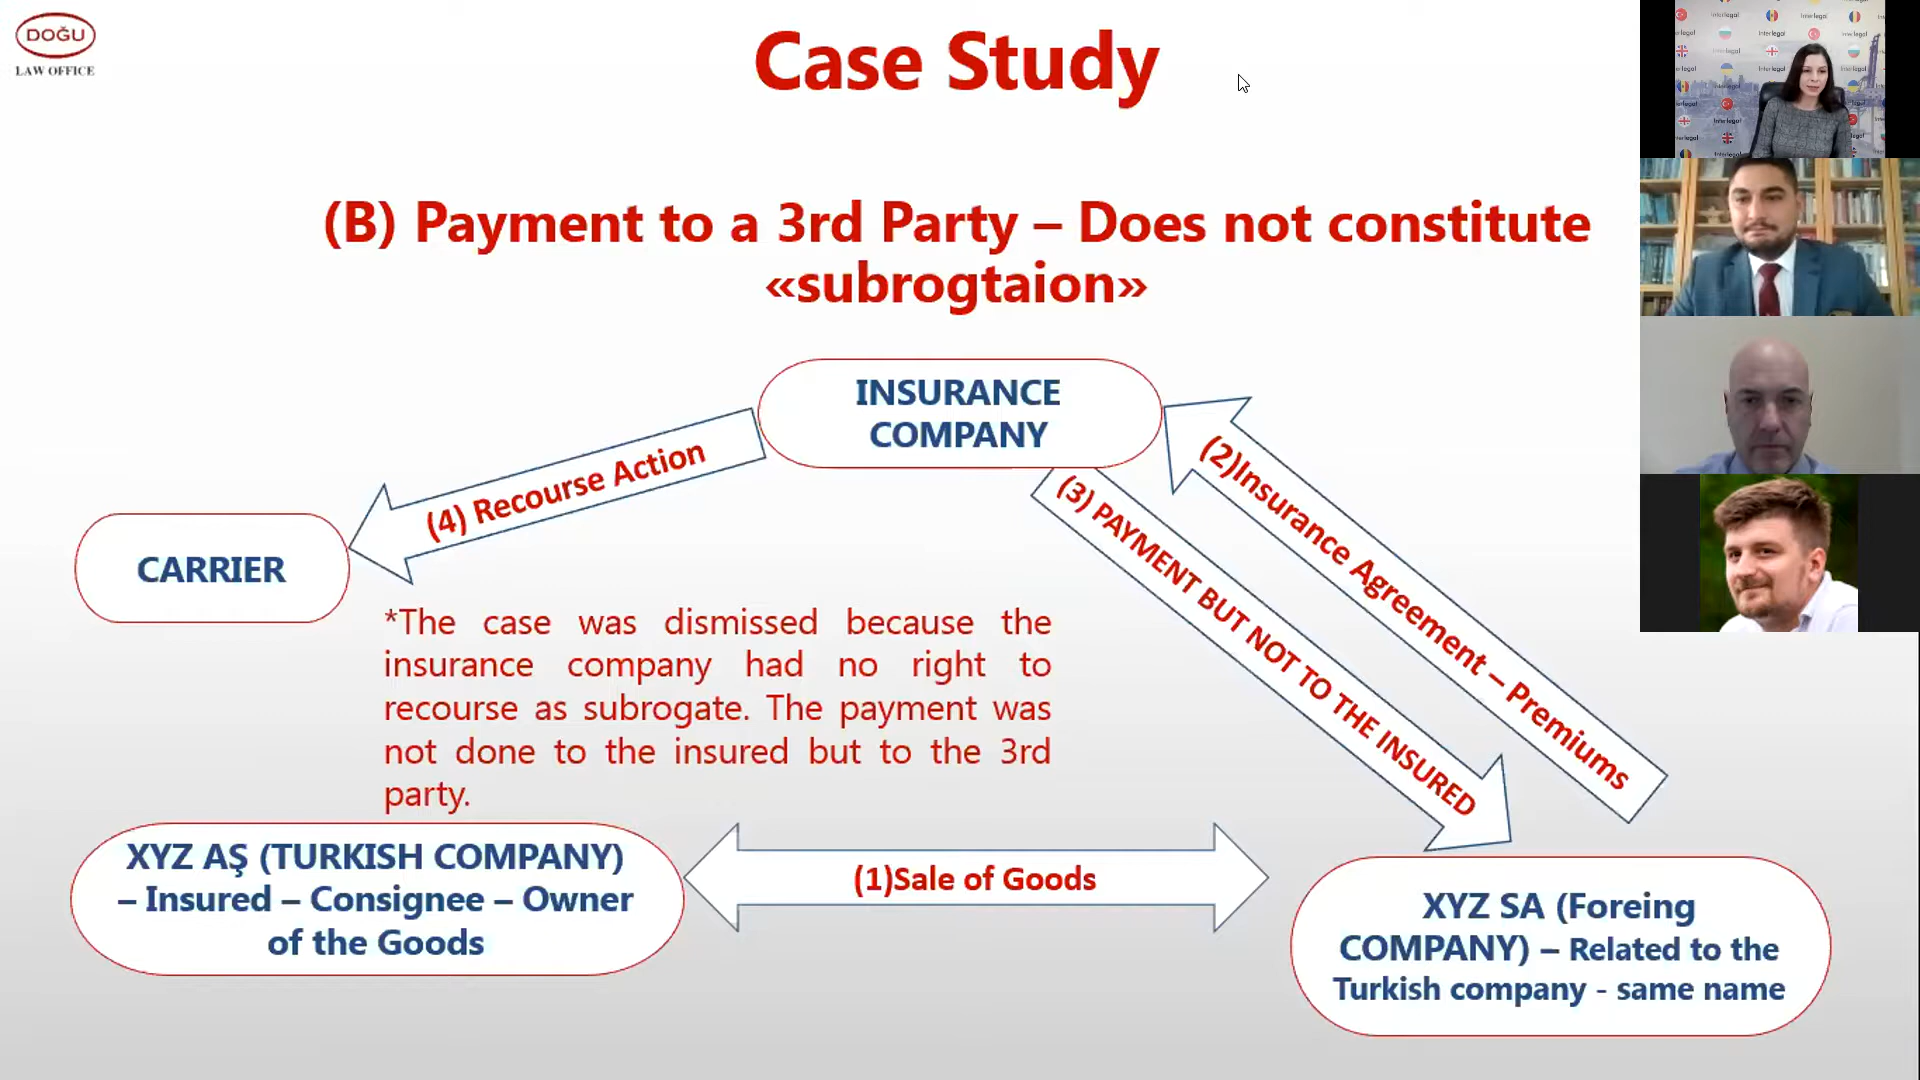 DOĞU
LAW OFFICE
Case Study
(B) Payment to a 3rd Party – Does not constitute
«subrogtaion»
INSURANCE
COMPANY
(4) Recourse Action
(2)Insurance Agreement – Premiums
(3) PAYMENT BUT NOT TO THE INSURED
CARRIER
*The case was dismissed because the
insurance company had no right to
recourse as subrogate. The payment was
not done to the insured but to the 3rd
party.
XYZ AŞ (TURKISH COMPANY)
– Insured – Consignee – Owner
of the Goods
(1)Sale of Goods
XYZ SA (Foreing
COMPANY) – Related to the
Turkish company - same name
Interlegal